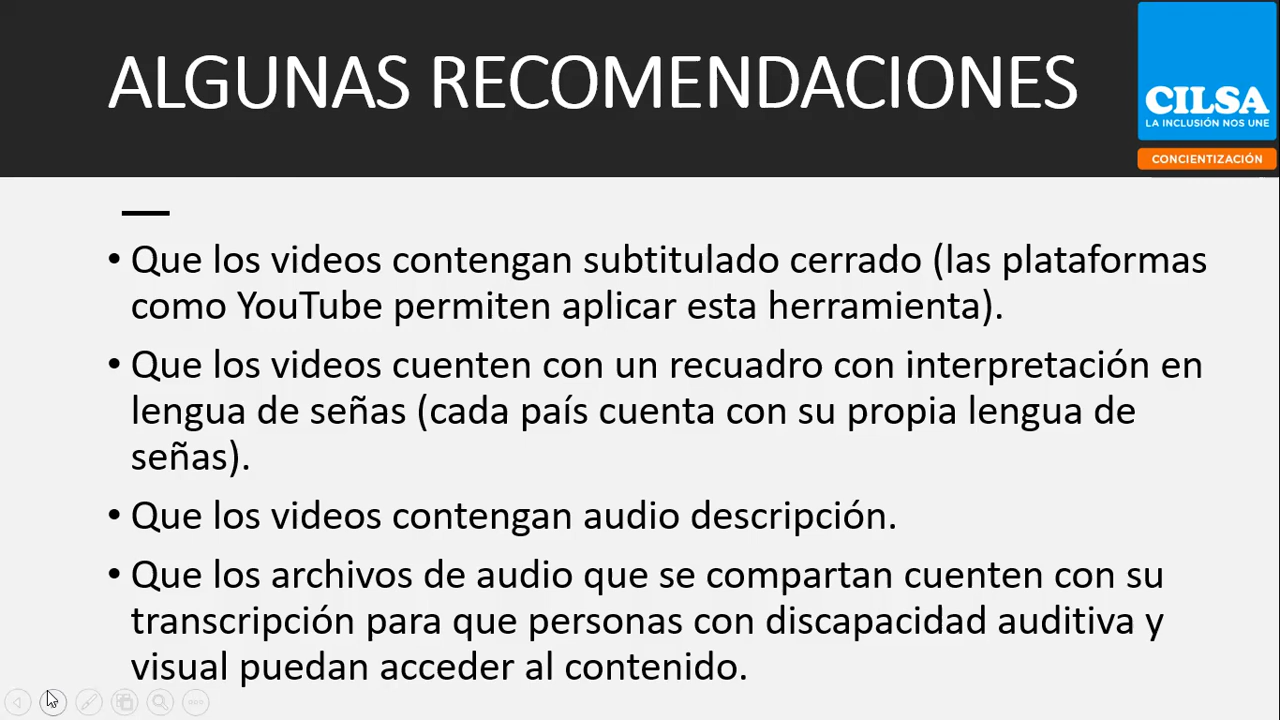 ALGUNAS RECOMENDACIONES
CILSA
LA INCLUSIÓN NOS UNE
CONCIENTIZACIÓN
• Que los videos contengan subtitulado cerrado (las plataformas
como YouTube permiten aplicar esta herramienta).
• Que los videos cuenten con un recuadro con interpretación en
lengua de señas (cada país cuenta con su propia lengua de
señas).
• Que los videos contengan audio descripción.
• Que los archivos de audio que se compartan cuenten con su
transcripción para que personas con discapacidad auditiva y
visual puedan acceder al contenido.